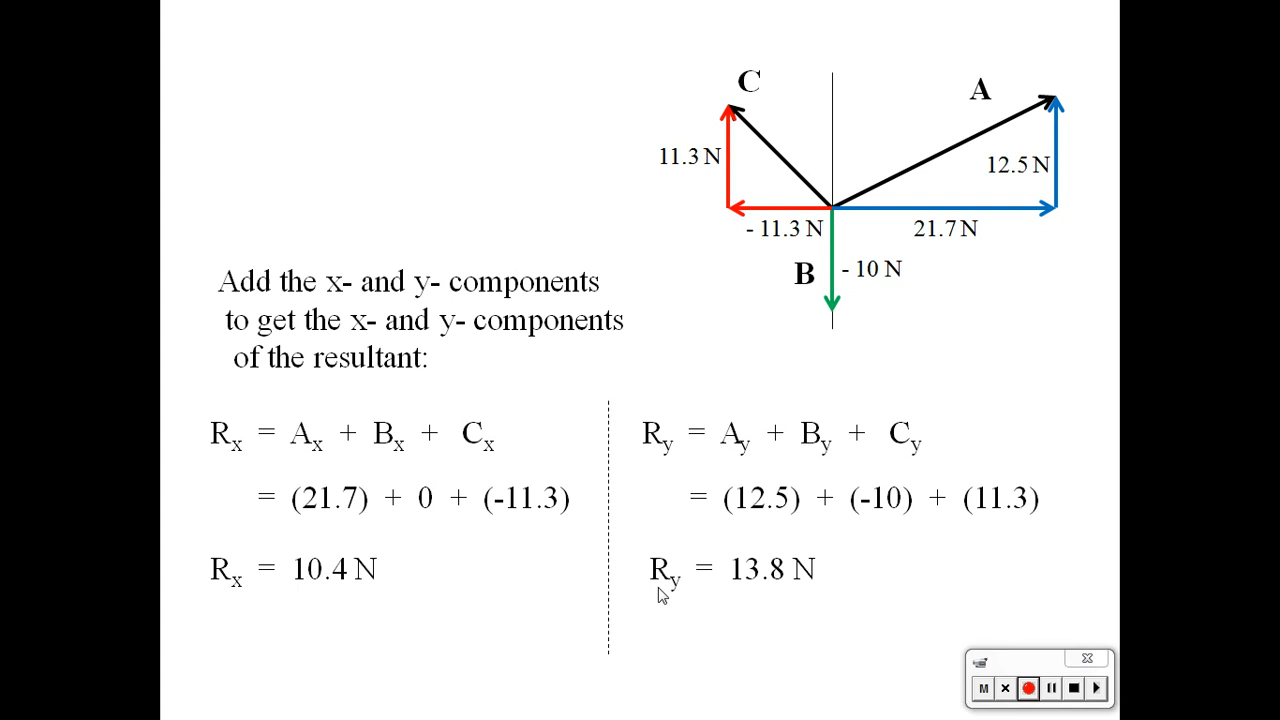 C
A
11.3 N
12.5 N
- 11.3 N
21.7 N
B
- 10 N
Add the x- and y- components
to get the x- and y- components
of the resultant:
Rx = Ax + Bx + Cx
= (21.7) + 0 + (-11.3)
Rx = 10.4 N
Ry = Ay + By + Cy
= (12.5) + (-10) + (11.3)
Ry = 13.8 N
M